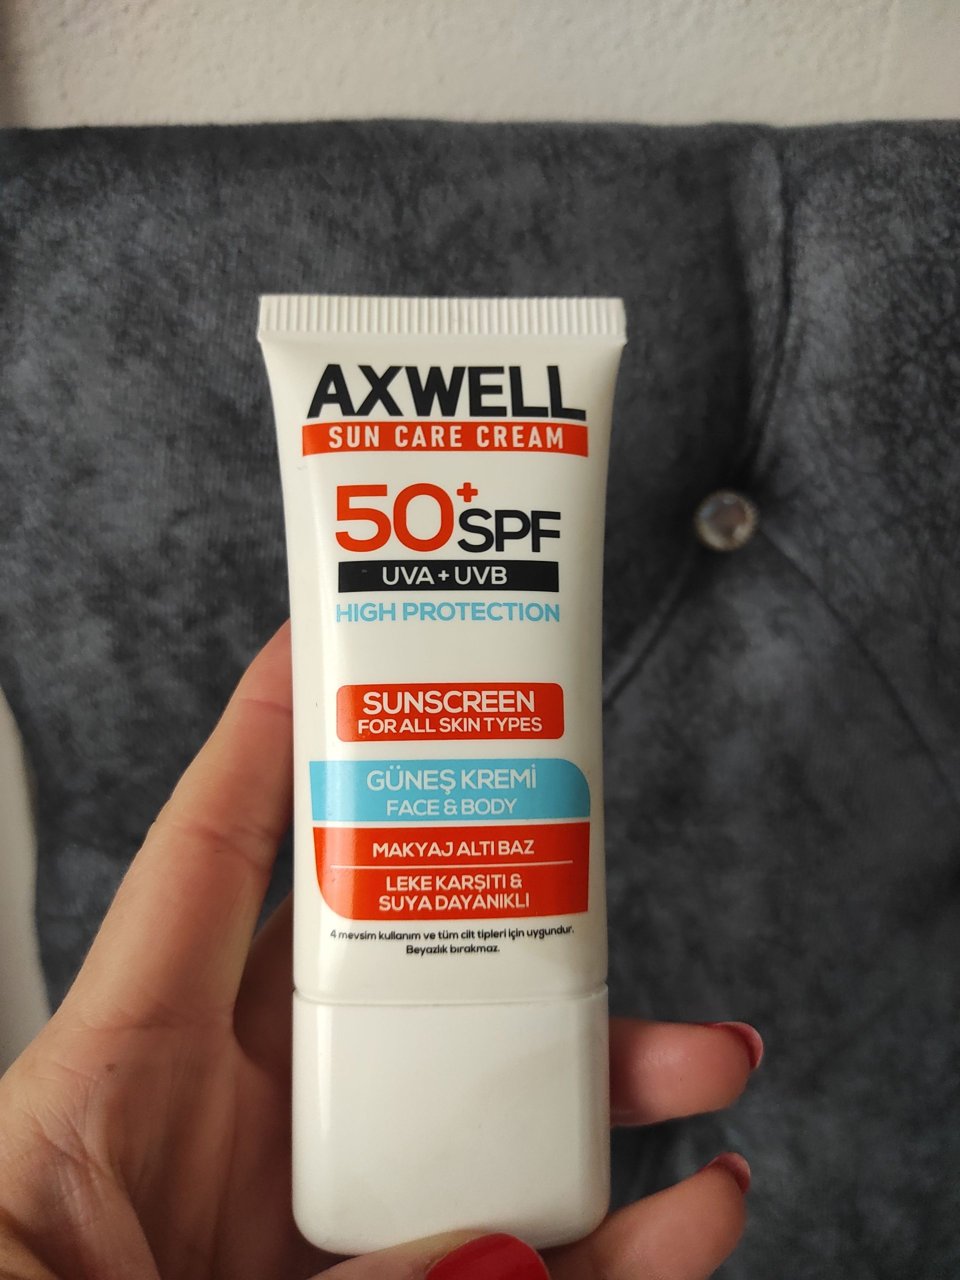 AXWELL
SUN CARE CREAM
50+ SPF
UVA + UVB
HIGH PROTECTION
SUNSCREEN
FOR ALL SKIN TYPES
GÜNEŞ KREMİ
FACE & BODY
MAKYAJ ALTI BAZ
LEKE KARŞITI &
SUYA DAYANIKLI
4 mevsim kullanım ve tüm cilt tipleri için uygundur.
Beyazlık bırakmaz.